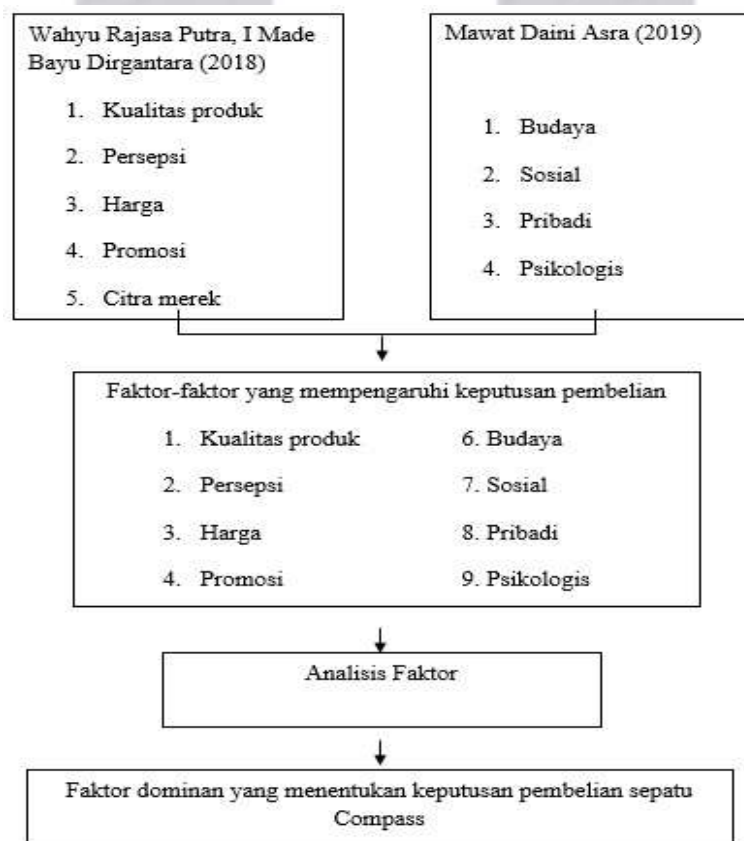 Wahyu Rajasa Putra, I Made
Bayu Dirgantara (2018)
1. Kualitas produk
2. Persepsi
3. Harga
4. Promosi
5. Citra merek
Mawat Daini Asra (2019)
1. Budaya
2. Sosial
3. Pribadi
4. Psikologis
Faktor-faktor yang mempengaruhi keputusan pembelian
1. Kualitas produk
2. Persepsi
3. Harga
4. Promosi
6. Budaya
7. Sosial
8. Pribadi
9. Psikologis
Analisis Faktor
Faktor dominan yang menentukan keputusan pembelian sepatu
Compass